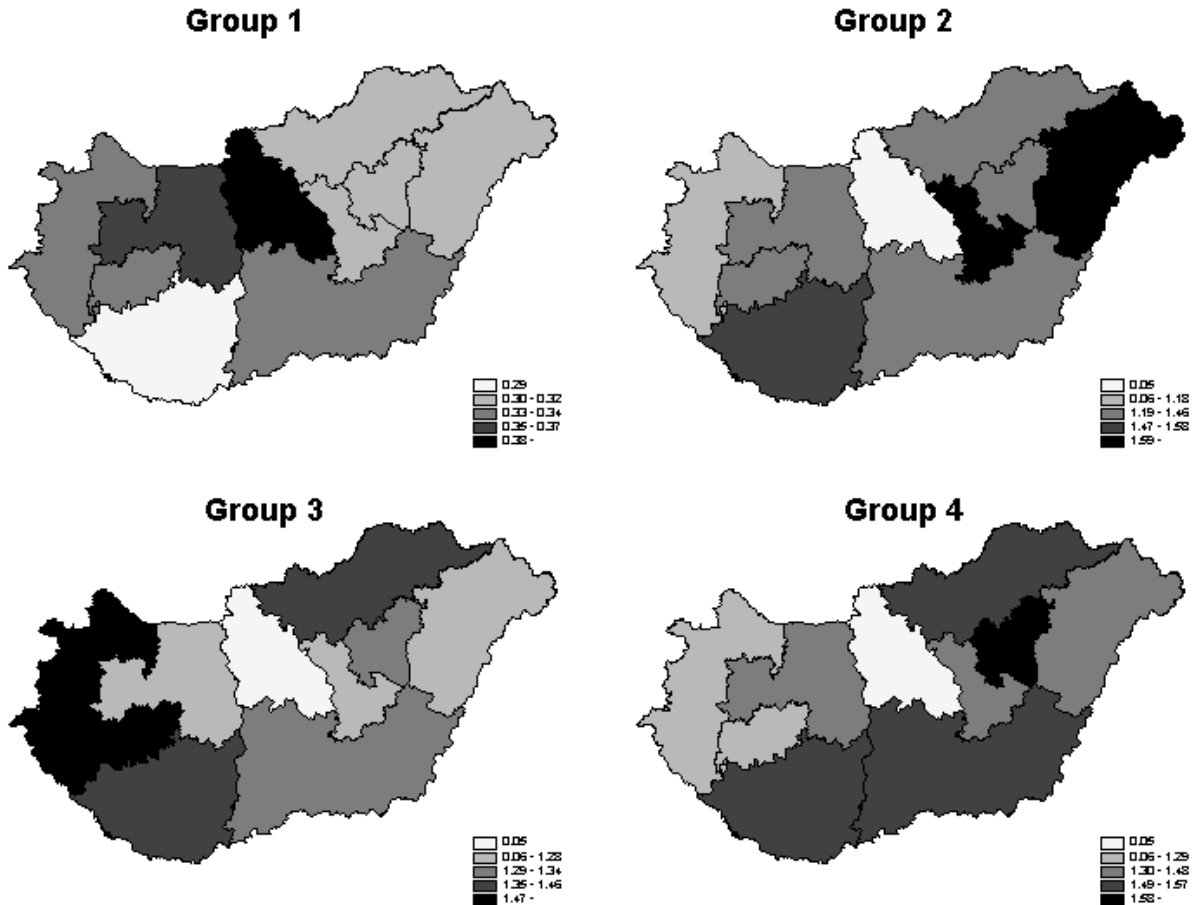 Group 1
Group 2
0.29
0.30 - 0.32
0.33 - 0.34
0.35 - 0.37
0.38 -
0.05
0.06 - 1.18
1.19 - 1.46
1.47 - 1.58
1.59 -
Group 3
Group 4
0.05
0.06 - 1.28
1.29 - 1.34
1.35 - 1.46
1.47 -
0.05
0.06 - 1.29
1.30 - 1.48
1.49 - 1.57
1.58 -